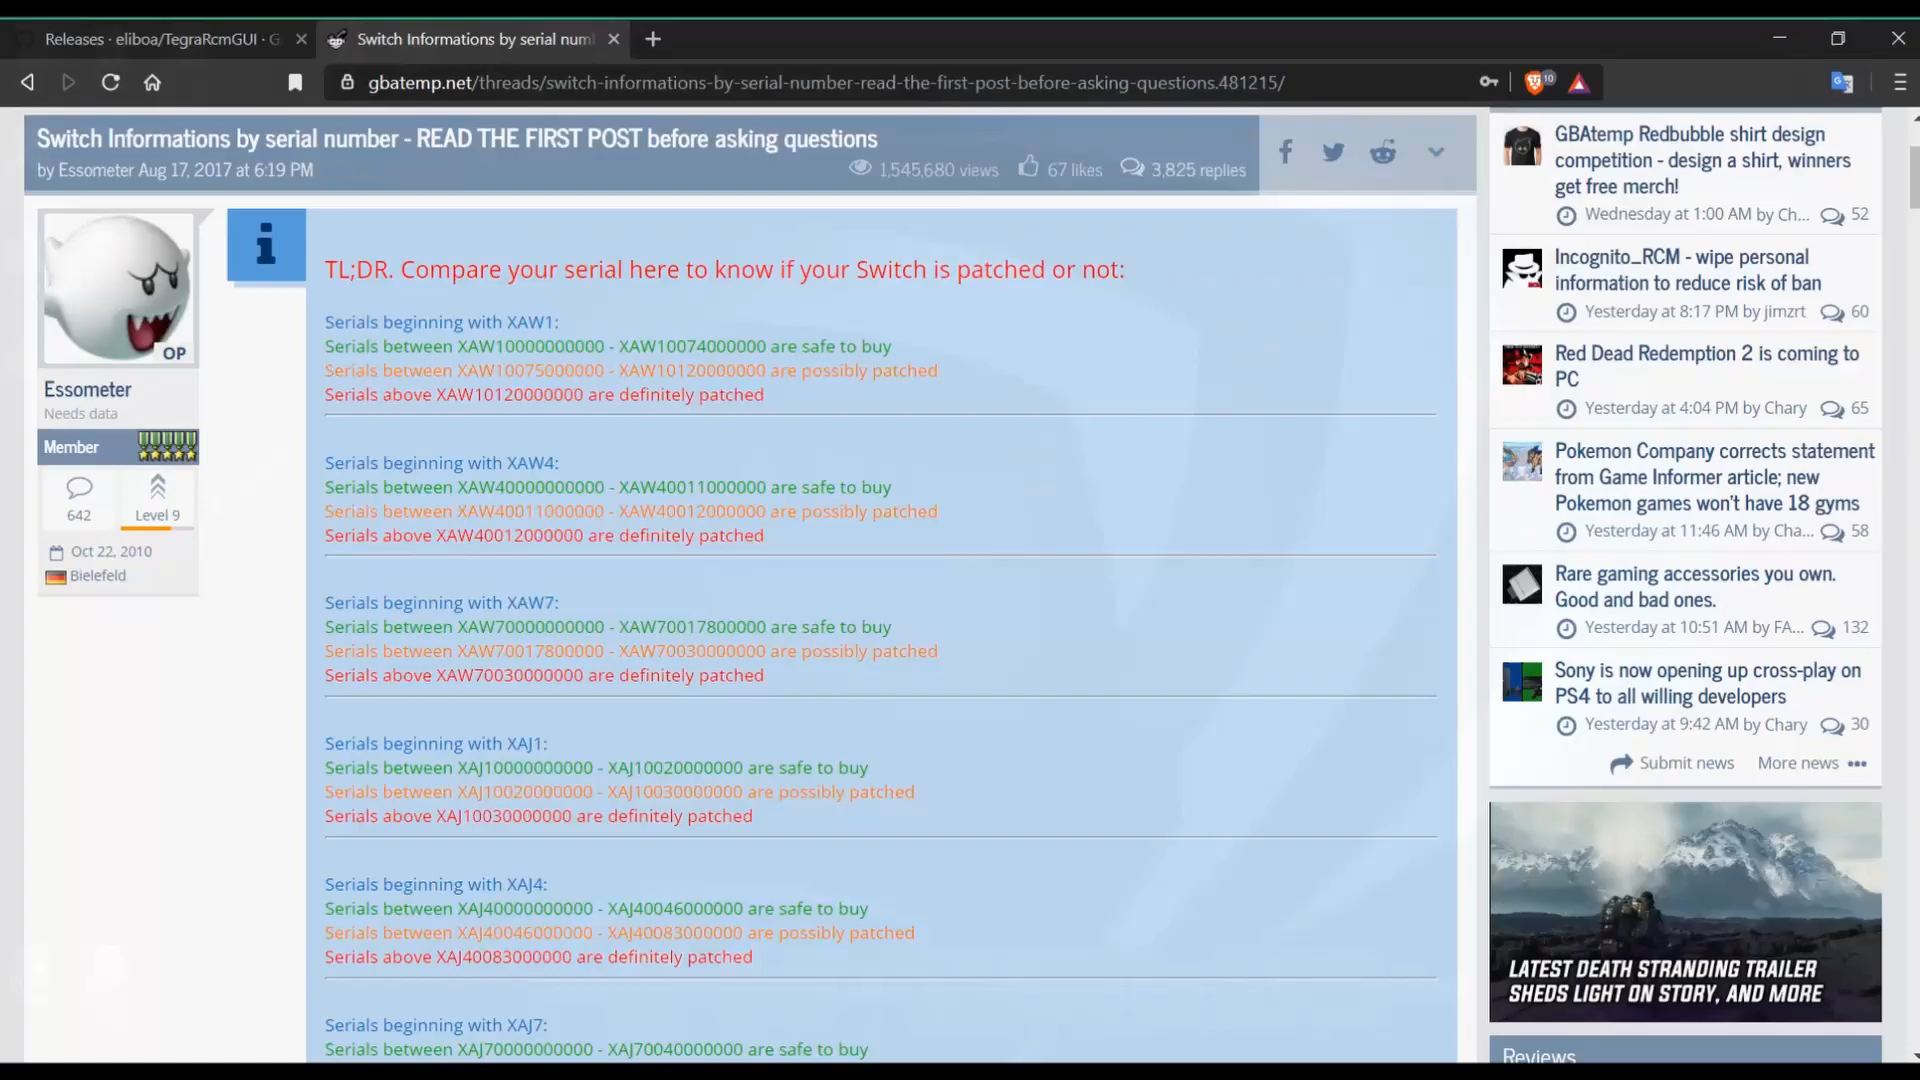 Releases · eliboa/TegraRcmGUI · G
Switch Informations by serial num
gbatemp.net/threads/switch-informations-by-serial-number-read-the-first-post-before-asking-questions.481215/
10
Switch Informations by serial number - READ THE FIRST POST before asking questions
by Essometer Aug 17, 2017 at 6:19 PM
1,545,680 views
67 likes
3,825 replies
OP
Essometer
Needs data
Member
642
Level 9
Oct 22, 2010
Bielefeld
TL;DR. Compare your serial here to know if your Switch is patched or not:
Serials beginning with XAW1:
Serials between XAW10000000000 - XAW10074000000 are safe to buy
Serials between XAW10075000000 - XAW10120000000 are possibly patched
Serials above XAW10120000000 are definitely patched
Serials beginning with XAW4:
Serials between XAW40000000000 - XAW40011000000 are safe to buy
Serials between XAW40011000000 - XAW40012000000 are possibly patched
Serials above XAW40012000000 are definitely patched
Serials beginning with XAW7:
Serials between XAW70000000000 - XAW70017800000 are safe to buy
Serials between XAW70017800000 - XAW70030000000 are possibly patched
Serials above XAW70030000000 are definitely patched
Serials beginning with XAJ1:
Serials between XAJ10000000000 - XAJ10020000000 are safe to buy
Serials between XAJ10020000000 - XAJ10030000000 are possibly patched
Serials above XAJ10030000000 are definitely patched
Serials beginning with XAJ4:
Serials between XAJ40000000000 - XAJ40046000000 are safe to buy
Serials between XAJ40046000000 - XAJ40083000000 are possibly patched
Serials above XAJ40083000000 are definitely patched
Serials beginning with XAJ7:
Serials between XAJ70000000000 - XAJ70040000000 are safe to buy
GBAtemp Redbubble shirt design
competition - design a shirt, winners
get free merch!
Wednesday at 1:00 AM by Ch... 52
Incognito_RCM - wipe personal
information to reduce risk of ban
Yesterday at 8:17 PM by jimzrt 60
Red Dead Redemption 2 is coming to
PC
Yesterday at 4:04 PM by Chary 65
Pokemon Company corrects statement
from Game Informer article; new
Pokemon games won't have 18 gyms
Yesterday at 11:46 AM by Cha... 58
Rare gaming accessories you own.
Good and bad ones.
Yesterday at 10:51 AM by FA... 132
Sony is now opening up cross-play on
PS4 to all willing developers
Yesterday at 9:42 AM by Chary 30
Submit news More news
LATEST DEATH STRANDING TRAILER
SHEDS LIGHT ON STORY, AND MORE
Reviews